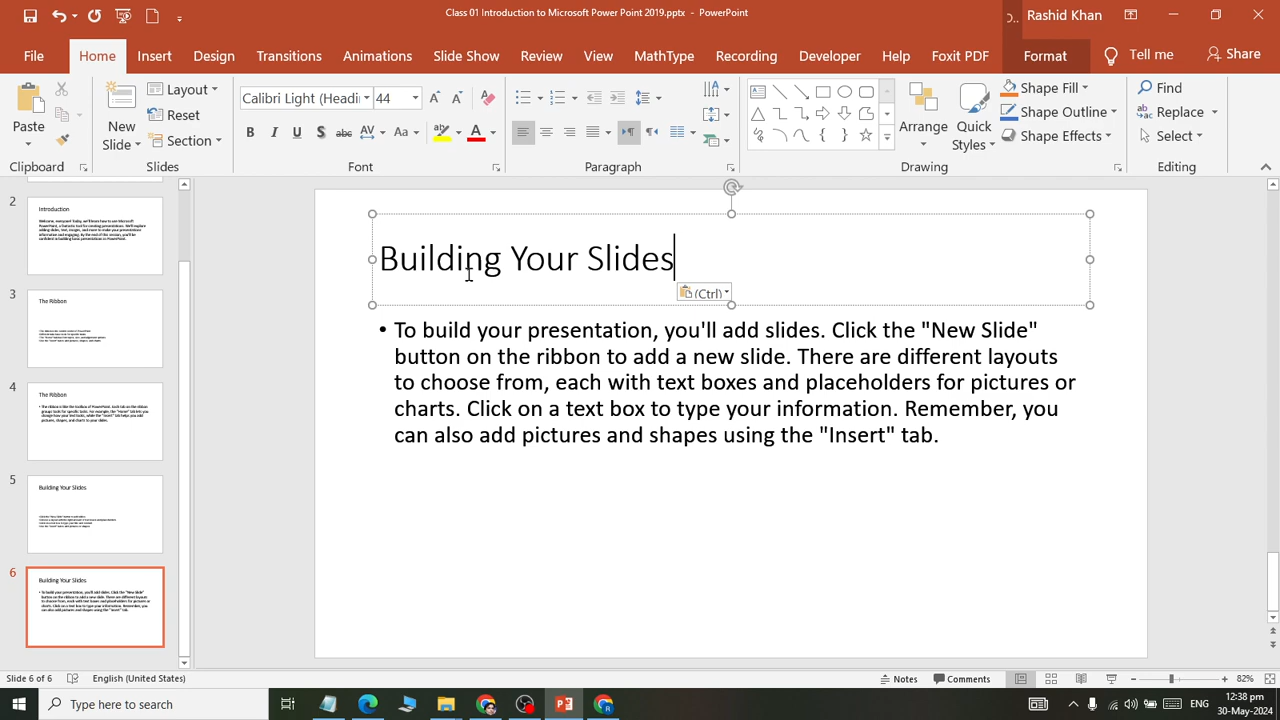 Class 01 Introduction to Microsoft Power Point 2019.pptx - PowerPoint
D..
Rashid Khan
File Home Insert Design Transitions Animations Slide Show Review View MathType Recording Developer Help Foxit PDF Format Tell me Share
Paste
Clipboard
New
Slide
Layout
Reset
Section
Slides
Calibri Light (Headi 44
B I U S abc AV Aa A
Font
Paragraph
Arrange
Quick
Styles
Shape Fill
Shape Outline
Shape Effects
Drawing
Find
Replace
Select
Editing
2
Introduction
3
The Ribbon
4
The Ribbon
5
Building Your Slides
6
Building Your Slides
Building Your Slides
(Ctrl)
• To build your presentation, you'll add slides. Click the "New Slide"
button on the ribbon to add a new slide. There are different layouts
to choose from, each with text boxes and placeholders for pictures or
charts. Click on a text box to type your information. Remember, you
can also add pictures and shapes using the "Insert" tab.
Slide 6 of 6 English (United States) Notes Comments 82%
Type here to search
ENG
12:38 pm
30-May-2024